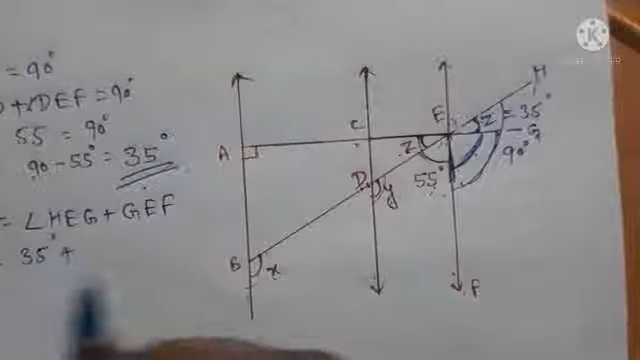 = 90°
+ ∠DEF = 90°
55 = 90°
90 - 55° = 35°
= ∠HEG + GEF
35° +
A
B
x
C
D
y
E
z
55°
F
z = 35°
H
G
90°
K